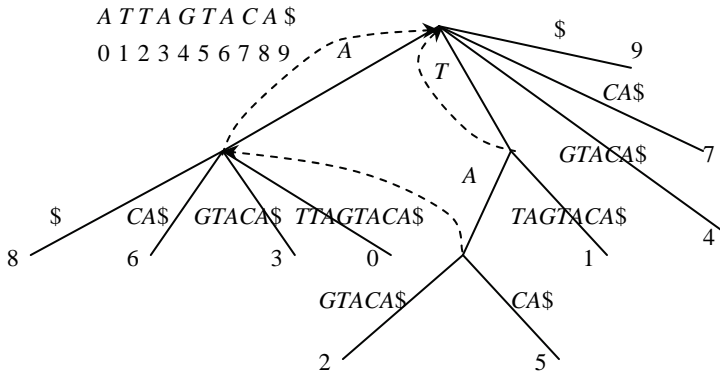 A T T A G T A C A $
0 1 2 3 4 5 6 7 8 9
$
9
A
T
CA$
7
GTACA$
4
A
$
CA$
GTACA$
TTAGTACA$
TAGTACA$
8
6
3
0
1
GTACA$
CA$
2
5